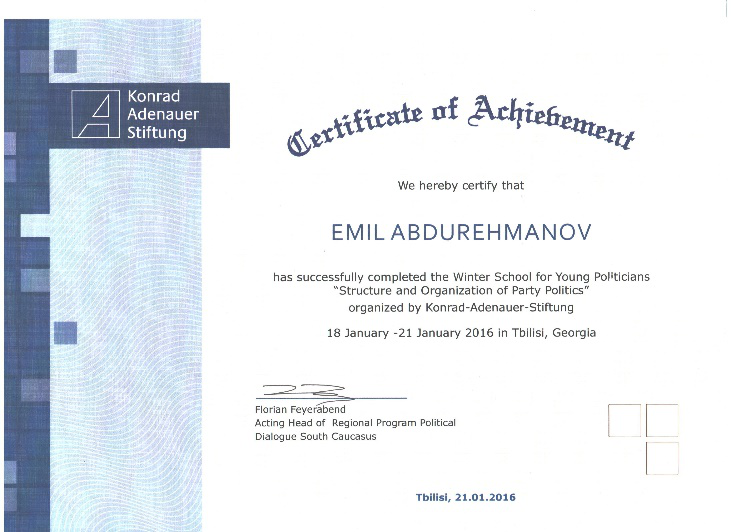 Konrad
Adenauer
Stiftung
Certificate of Achievement
We hereby certify that
EMIL ABDUREHMANOV
has successfully completed the Winter School for Young Politicians
“Structure and Organization of Party Politics”
organized by Konrad-Adenauer-Stiftung
18 January -21 January 2016 in Tbilisi, Georgia
Florian Feyerabend
Acting Head of Regional Program Political
Dialogue South Caucasus
Tbilisi, 21.01.2016